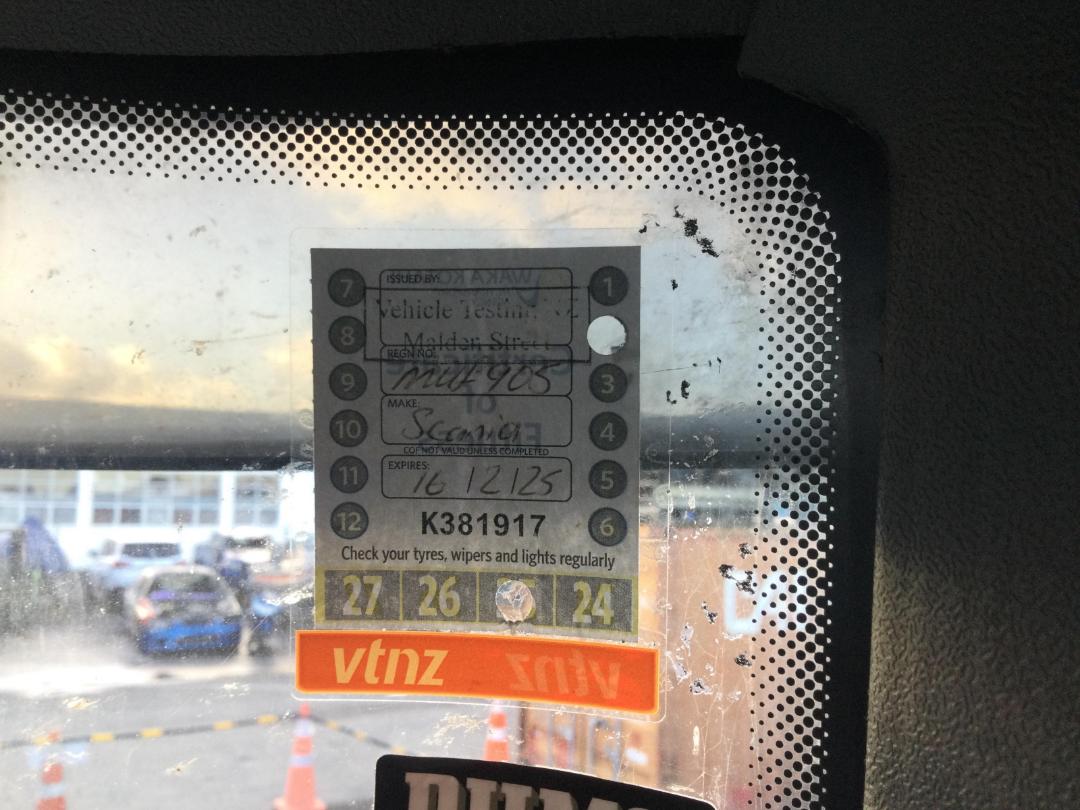 7
ISSUED BY:
1
Vehicle Testing NZ
8
Malden Street
REGN NO:
9
3
MAKE:
10
Scania
4
COF NOT VALID UNLESS COMPLETED
11
EXPIRES:
16/2/25
5
12
K381917
6
Check your tyres, wipers and lights regularly
27 26 24
vtnz vtnz